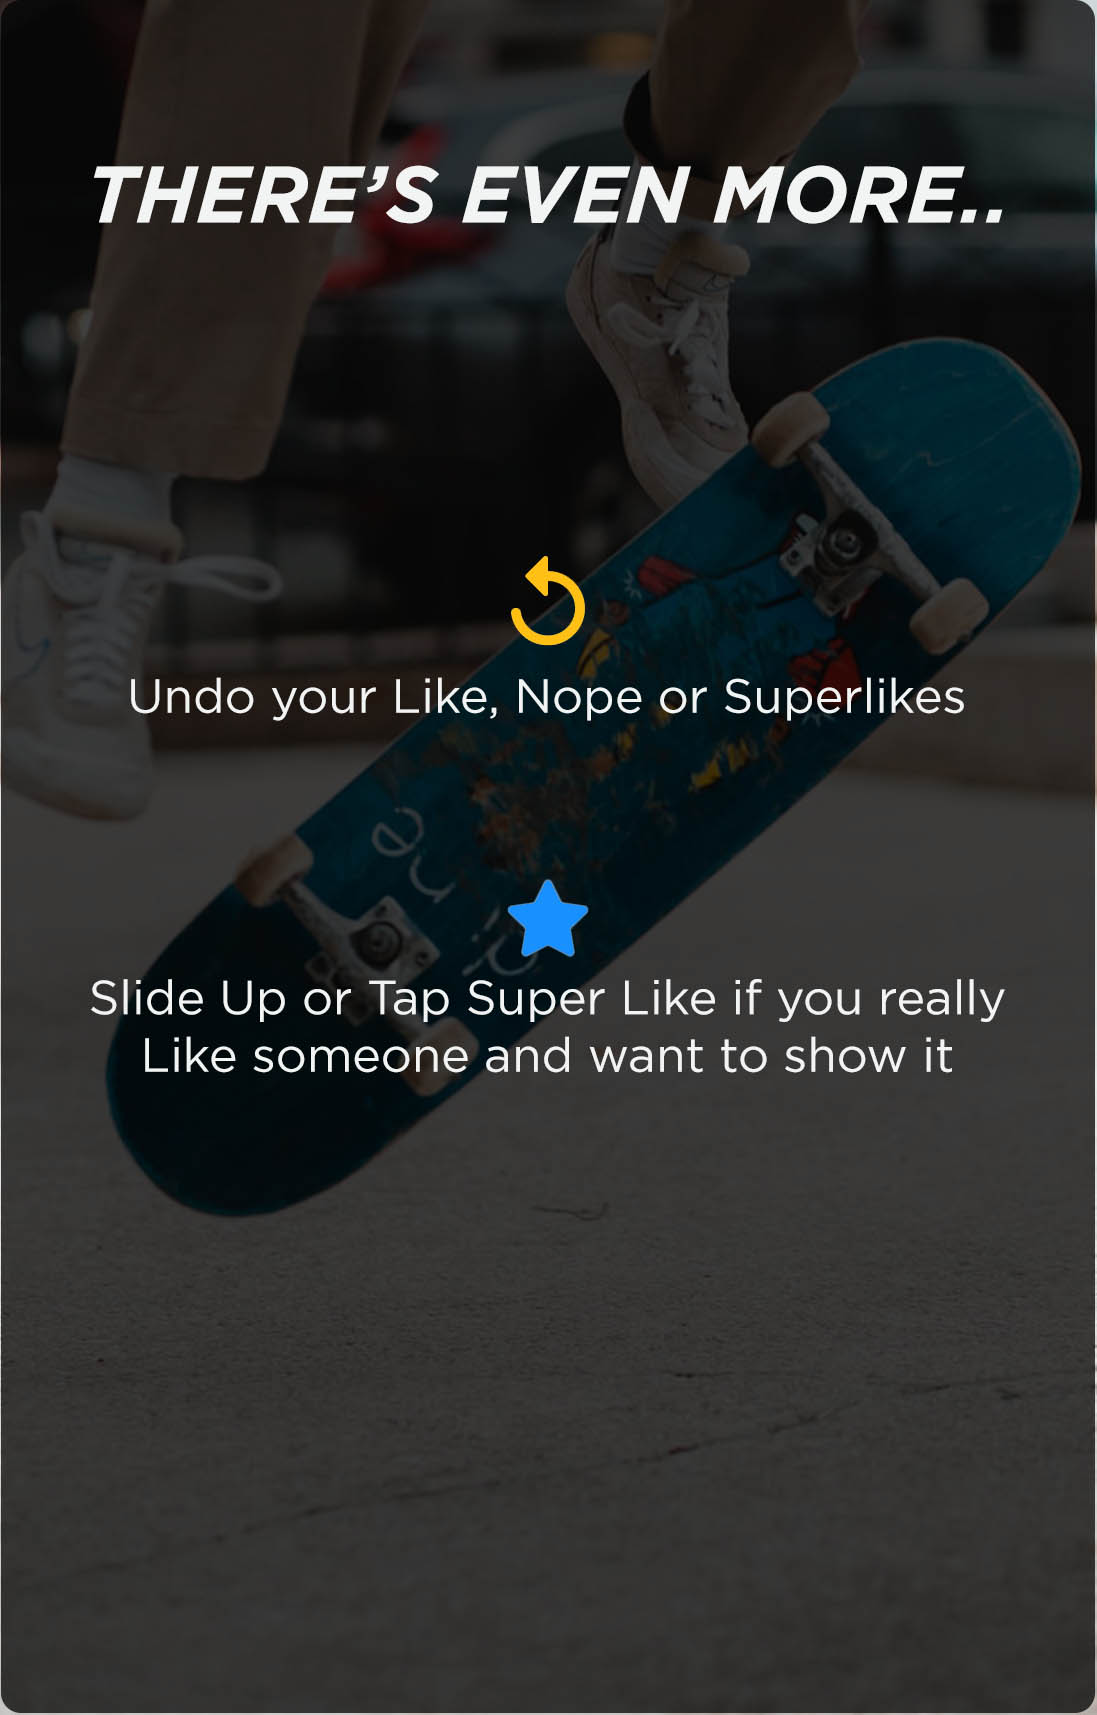 THERE’S EVEN MORE..
Undo your Like, Nope or Superlikes
Slide Up or Tap Super Like if you really
Like someone and want to show it